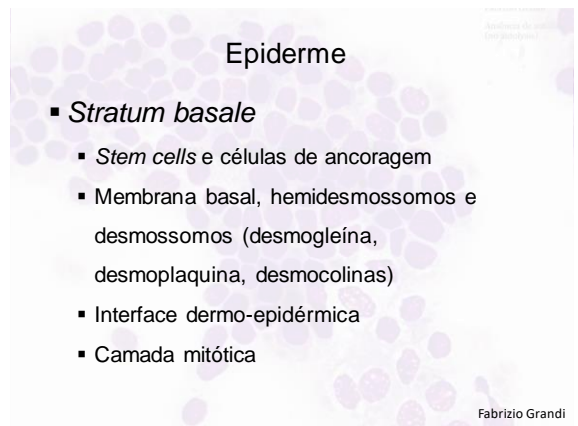 Epiderme
▪ Stratum basale
▪ Stem cells e células de ancoragem
▪ Membrana basal, hemidesmossomos e
desmossomos (desmogleína,
desmoplaquina, desmocolinas)
▪ Interface dermo-epidérmica
▪ Camada mitótica
Fabrizio Grandi